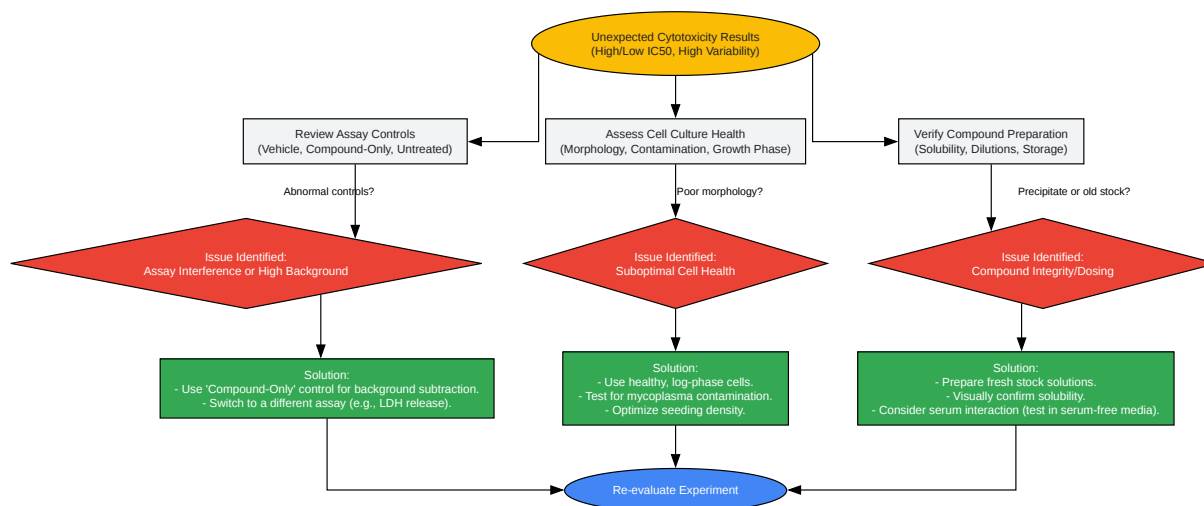 Unexpected Cytotoxicity Results
(High/Low IC50, High Variability)
Review Assay Controls
(Vehicle, Compound-Only, Untreated)
Assess Cell Culture Health
(Morphology, Contamination, Growth Phase)
Verify Compound Preparation
(Solubility, Dilutions, Storage)
Abnormal controls?
Poor morphology?
Precipitate or old stock?
Issue Identified:
Assay Interference or High Background
Issue Identified:
Suboptimal Cell Health
Issue Identified:
Compound Integrity/Dosing
Solution:
- Use 'Compound-Only' control for background subtraction.
- Switch to a different assay (e.g., LDH release).
Solution:
- Use healthy, log-phase cells.
- Test for mycoplasma contamination.
- Optimize seeding density.
Solution:
- Prepare fresh stock solutions.
- Visually confirm solubility.
- Consider serum interaction (test in serum-free media).
Re-evaluate Experiment